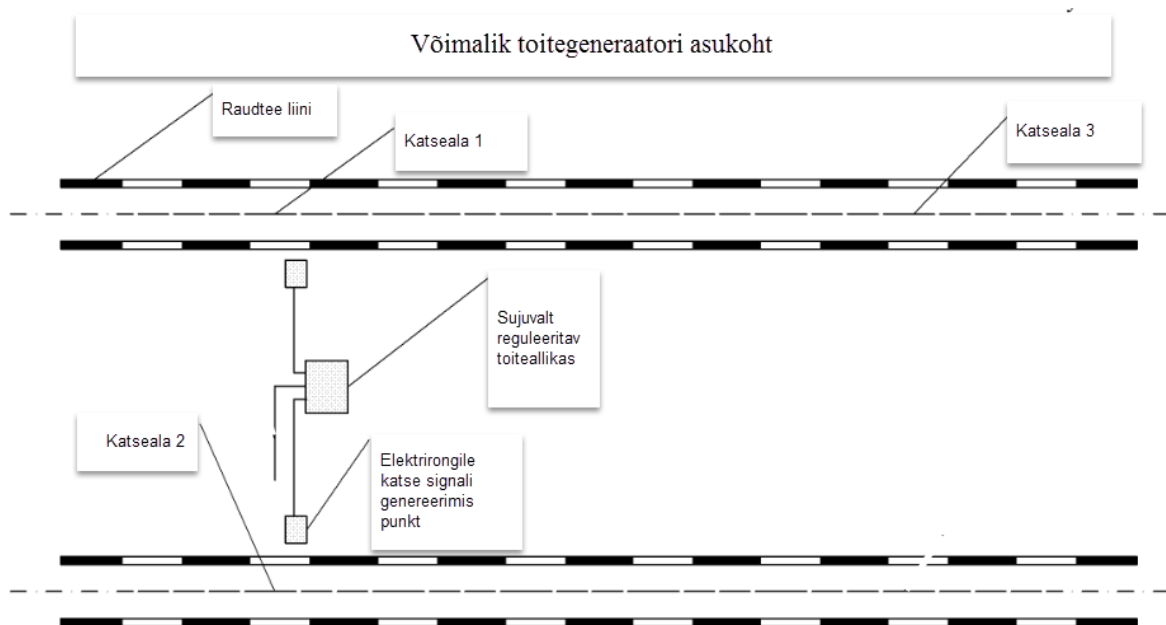 Võimalik toitegeneraatori asukoht
Raudtee liini
Katseala 1
Katseala 3
Sujuvalt
reguleeritav
toiteallikas
Katseala 2
Elektrirongile
katse signali
genereerimis
punkt